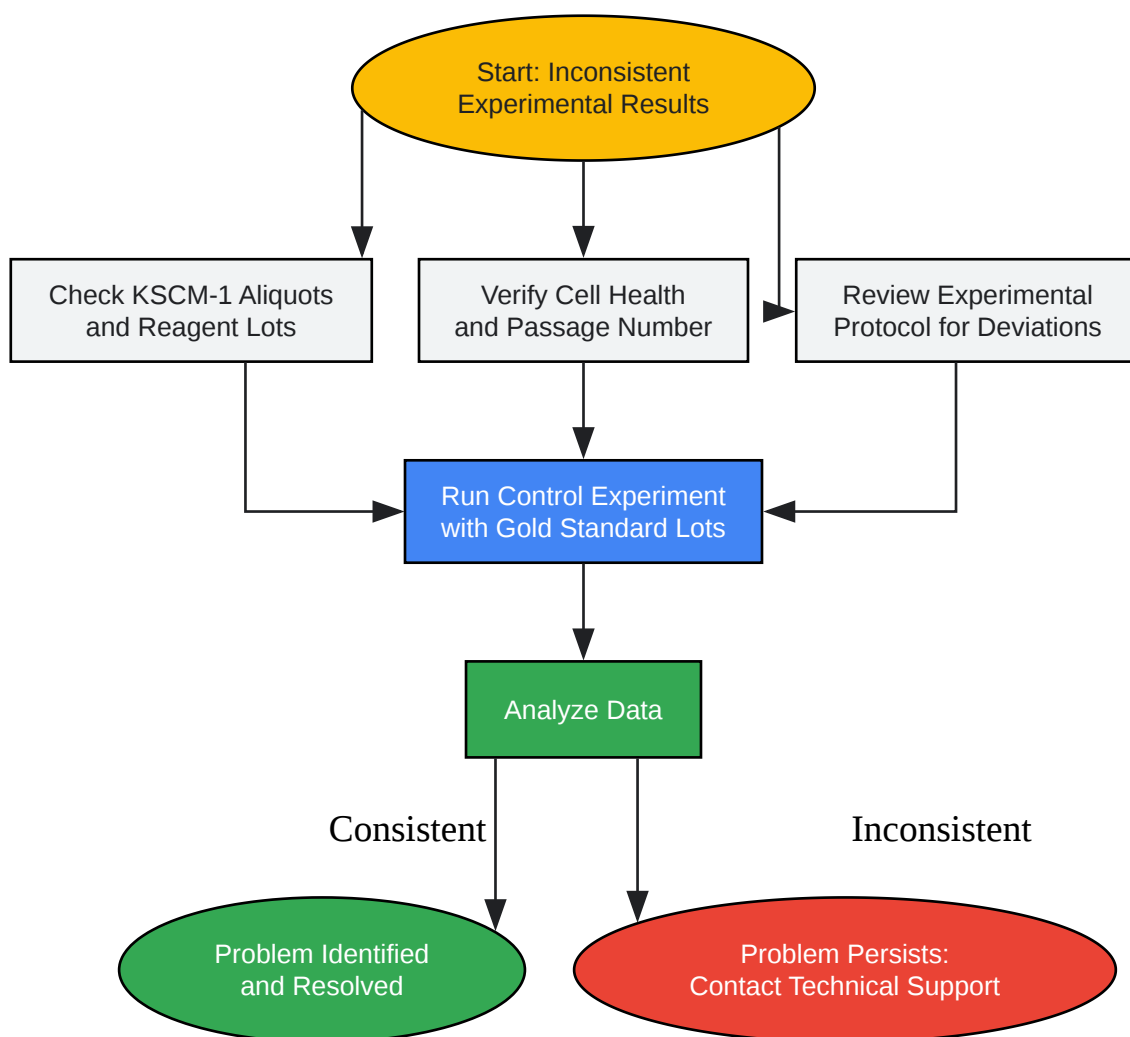 Start: Inconsistent
Experimental Results
Check KSCM-1 Aliquots
and Reagent Lots
Verify Cell Health
and Passage Number
Review Experimental
Protocol for Deviations
Run Control Experiment
with Gold Standard Lots
Analyze Data
Consistent
Inconsistent
Problem Identified
and Resolved
Problem Persists:
Contact Technical Support